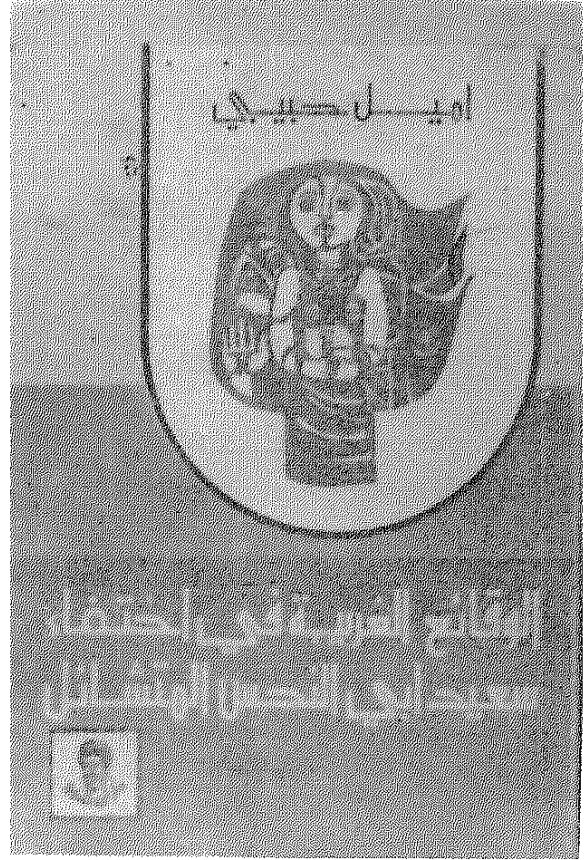 اميل حبيبي
الوقائع الغريبة في اختفاء
سعيد أبي النحس المتشائل